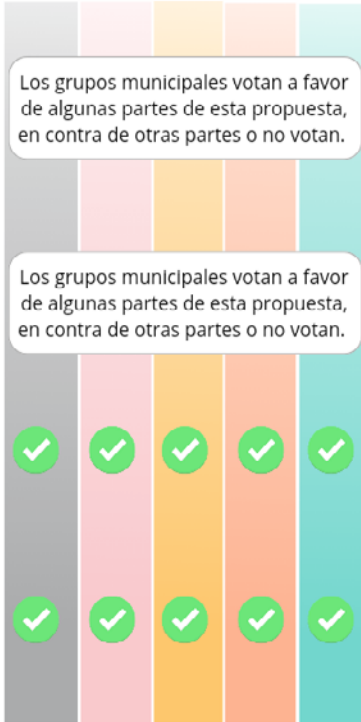 Los grupos municipales votan a favor
de algunas partes de esta propuesta,
en contra de otras partes o no votan.
Los grupos municipales votan a favor
de algunas partes de esta propuesta,
en contra de otras partes o no votan.